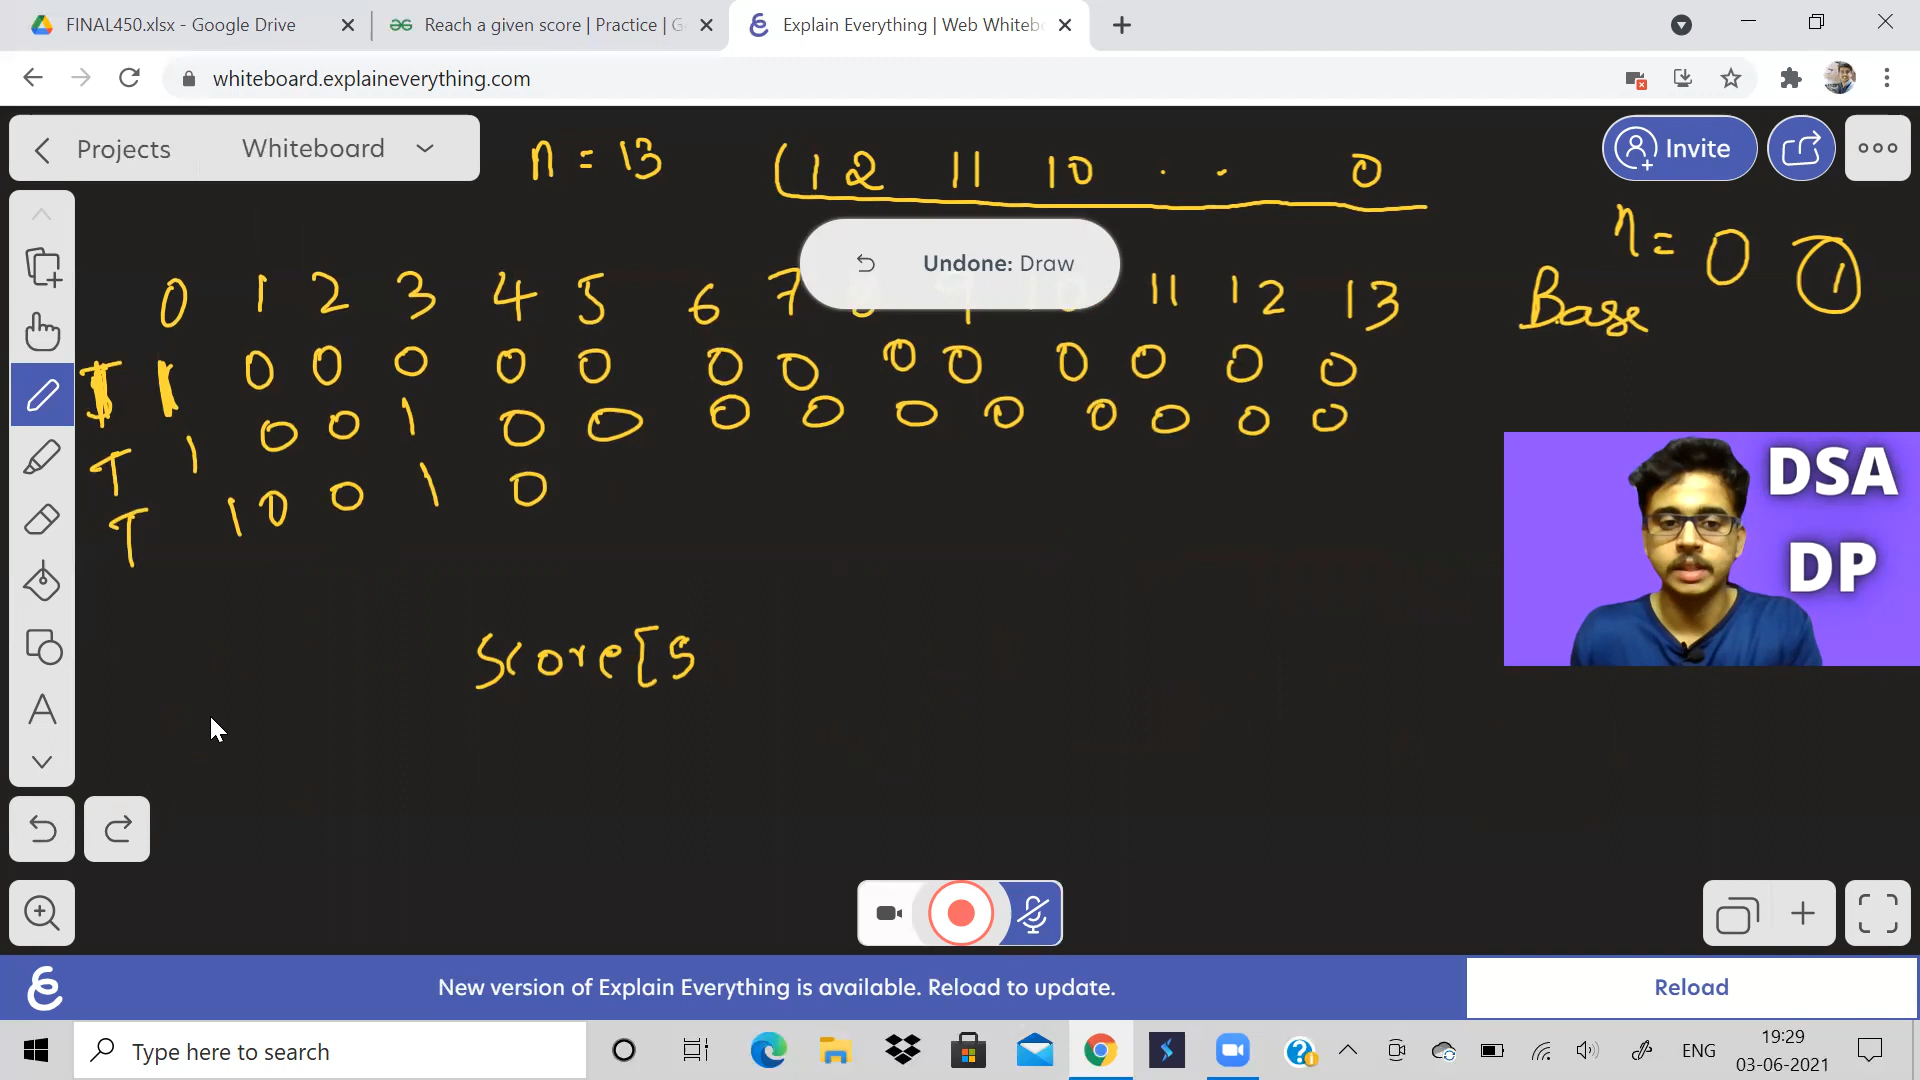 FINAL450.xlsx - Google Drive
Reach a given score | Practice | G
Explain Everything | Web Whitebo
whiteboard.explaineverything.com
Projects
Whiteboard
n = 13
( 12 11 10 . . 0
Invite
Undone: Draw
n = 0 1
Base
0 1 2 3 4 5 6 7 8 9 10 11 12 13
1 0 0 0 0 0 0 0 0 0 0 0 0 0
T 1 0 0 1 0 0 0 0 0 0 0 0 0 0
T 1 0 0 1 0
DSA
DP
Score[5
A
New version of Explain Everything is available. Reload to update.
Reload
Type here to search
ENG
19:29
03-06-2021